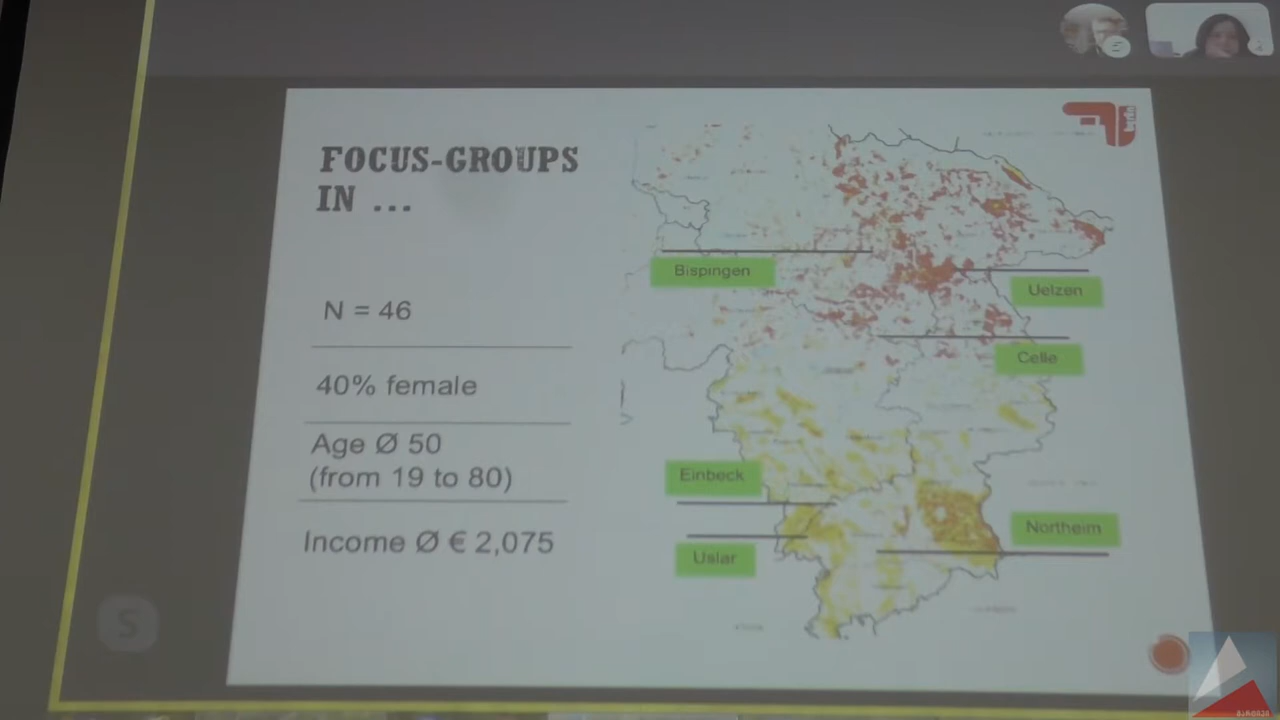 FOCUS-GROUPS
IN ...
N = 46
40% female
Age Ø 50
(from 19 to 80)
Income Ø € 2,075
Bispingen
Uelzen
Celle
Einbeck
Northeim
Uslar
berlin
S